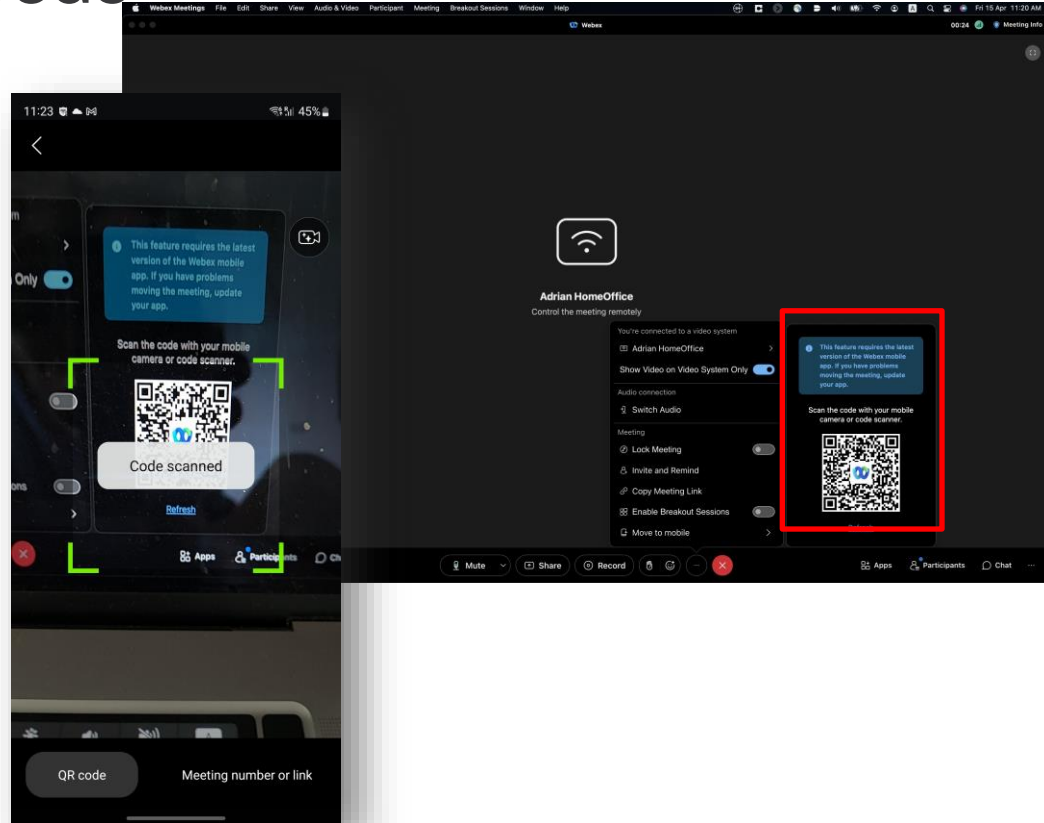 Webex Meetings File Edit Share View Audio & Video Participant Meeting Breakout Sessions Window Help Fri 15 Apr 11:20 AM
Webex 00:24 Meeting Info
11:23 45%
This feature requires the latest
version of the Webex mobile
app. If you have problems
moving the meeting, update
your app.
Only
Scan the code with your mobile
camera or code scanner.
Code scanned
Refresh
Apps Participants
QR code Meeting number or link
Adrian HomeOffice
Control the meeting remotely
You're connected to a video system
Adrian HomeOffice
Show Video on Video System Only
Audio connection
Switch Audio
Meeting
Lock Meeting
Invite and Remind
Copy Meeting Link
Enable Breakout Sessions
Move to mobile
This feature requires the latest
version of the Webex mobile
app. If you have problems
moving the meeting, update
your app.
Scan the code with your mobile
camera or code scanner.
Mute Share Record Apps Participants Chat